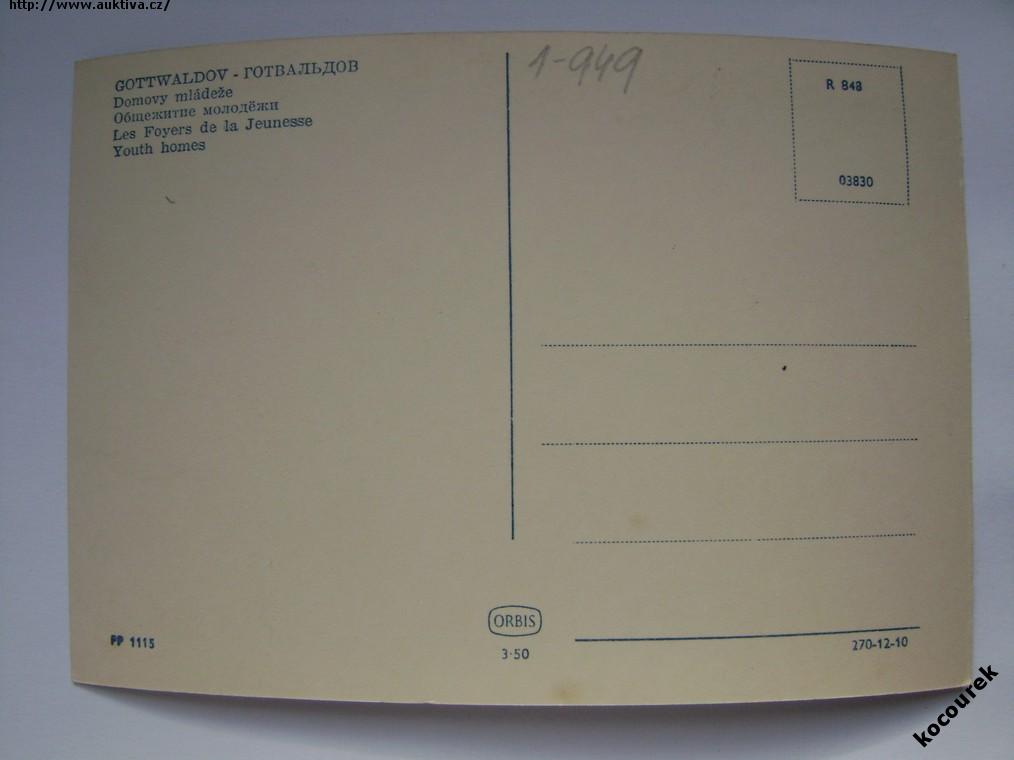 http://www.auktiva.cz/
GOTTWALDOV - ГОТВАЛЬДОВ
Domovy mládeže
Общежитие молодёжи
Les Foyers de la Jeunesse
Youth homes
1-949
R 848
03830
PP 1115
ORBIS
3·50
270-12-10
kocourek